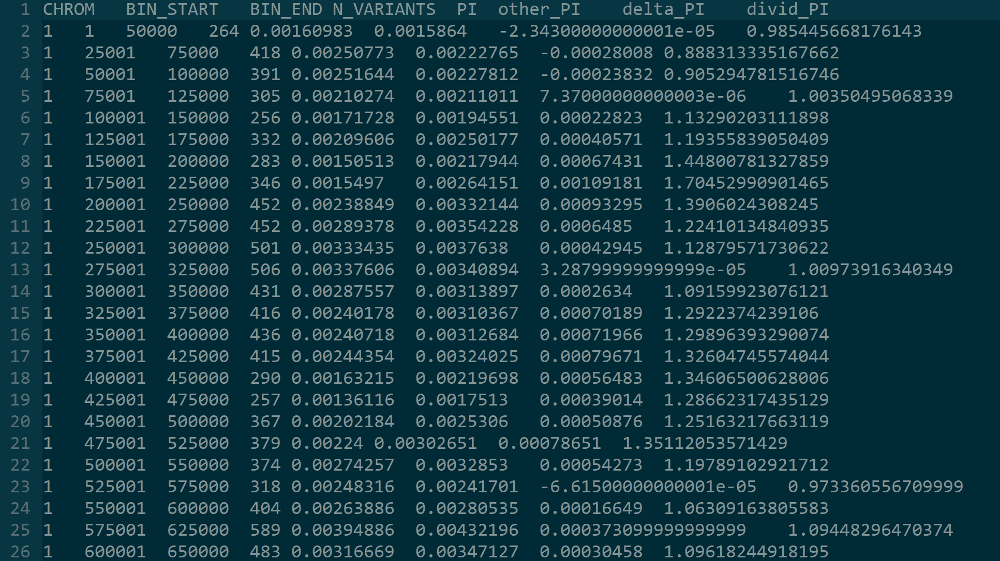 1 CHROM BIN_START BIN_END N_VARIANTS PI other_PI delta_PI divid_PI
2 1 1 50000 264 0.00160983 0.0015864 -2.34300000000001e-05 0.985445668176143
3 1 25001 75000 418 0.00250773 0.00222765 -0.00028008 0.888313335167662
4 1 50001 100000 391 0.00251644 0.00227812 -0.00023832 0.905294781516746
5 1 75001 125000 305 0.00210274 0.00211011 7.37000000000003e-06 1.00350495068339
6 1 100001 150000 256 0.00171728 0.00194551 0.00022823 1.13290203111898
7 1 125001 175000 332 0.00209606 0.00250177 0.00040571 1.19355839050409
8 1 150001 200000 283 0.00150513 0.00217944 0.00067431 1.44800781327859
9 1 175001 225000 346 0.0015497 0.00264151 0.00109181 1.70452990901465
10 1 200001 250000 452 0.00238849 0.00332144 0.00093295 1.3906024308245
11 1 225001 275000 452 0.00289378 0.00354228 0.0006485 1.22410134840935
12 1 250001 300000 501 0.00333435 0.0037638 0.00042945 1.12879571730622
13 1 275001 325000 506 0.00337606 0.00340894 3.28799999999999e-05 1.00973916340349
14 1 300001 350000 431 0.00287557 0.00313897 0.0002634 1.09159923076121
15 1 325001 375000 416 0.00240178 0.00310367 0.00070189 1.2922374239106
16 1 350001 400000 436 0.00240718 0.00312684 0.00071966 1.29896393290074
17 1 375001 425000 415 0.00244354 0.00324025 0.00079671 1.32604745574044
18 1 400001 450000 290 0.00163215 0.00219698 0.00056483 1.34606500628006
19 1 425001 475000 257 0.00136116 0.0017513 0.00039014 1.28662317435129
20 1 450001 500000 367 0.00202184 0.0025306 0.00050876 1.25163217663119
21 1 475001 525000 379 0.00224 0.00302651 0.00078651 1.35112053571429
22 1 500001 550000 374 0.00274257 0.0032853 0.00054273 1.19789102921712
23 1 525001 575000 318 0.00248316 0.00241701 -6.61500000000001e-05 0.973360556709999
24 1 550001 600000 404 0.00263886 0.00280535 0.00016649 1.06309163805583
25 1 575001 625000 589 0.00394886 0.00432196 0.000373099999999999 1.09448296470374
26 1 600001 650000 483 0.00316669 0.00347127 0.00030458 1.09618244918195